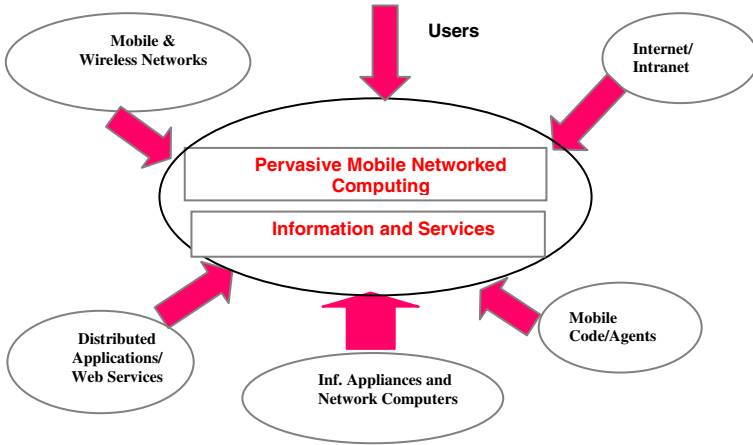 Mobile &
Wireless Networks
Users
Internet/
Intranet
Pervasive Mobile Networked
Computing
Information and Services
Distributed
Applications/
Web Services
Inf. Appliances and
Network Computers
Mobile
Code/Agents